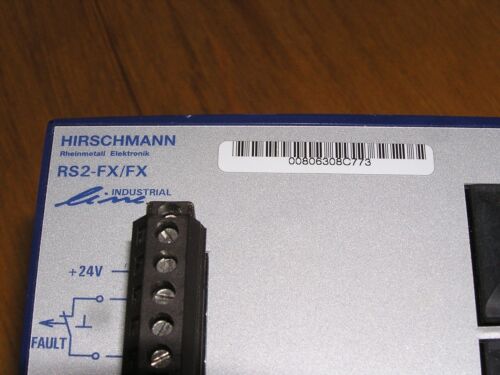 HIRSCHMANN
Rheinmetall Elektronik
RS2-FX/FX
INDUSTRIAL
line
00806308C773
+24V
FAULT